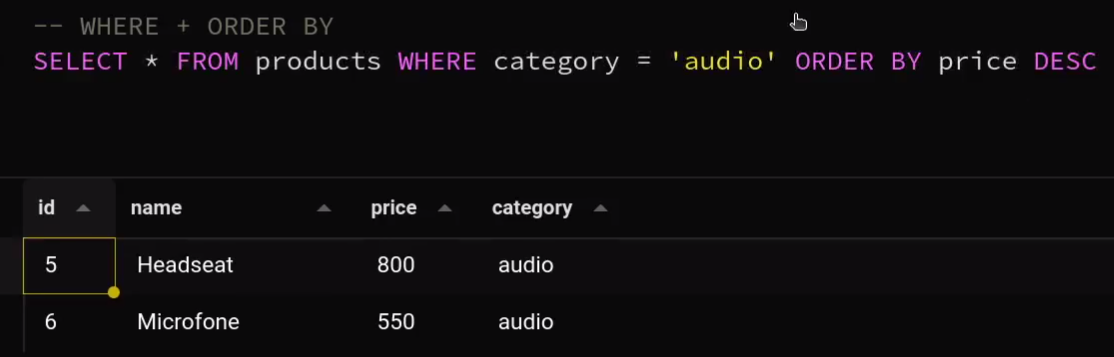 -- WHERE + ORDER BY
SELECT * FROM products WHERE category = 'audio' ORDER BY price DESC
id name price category
5 Headseat 800 audio
6 Microfone 550 audio